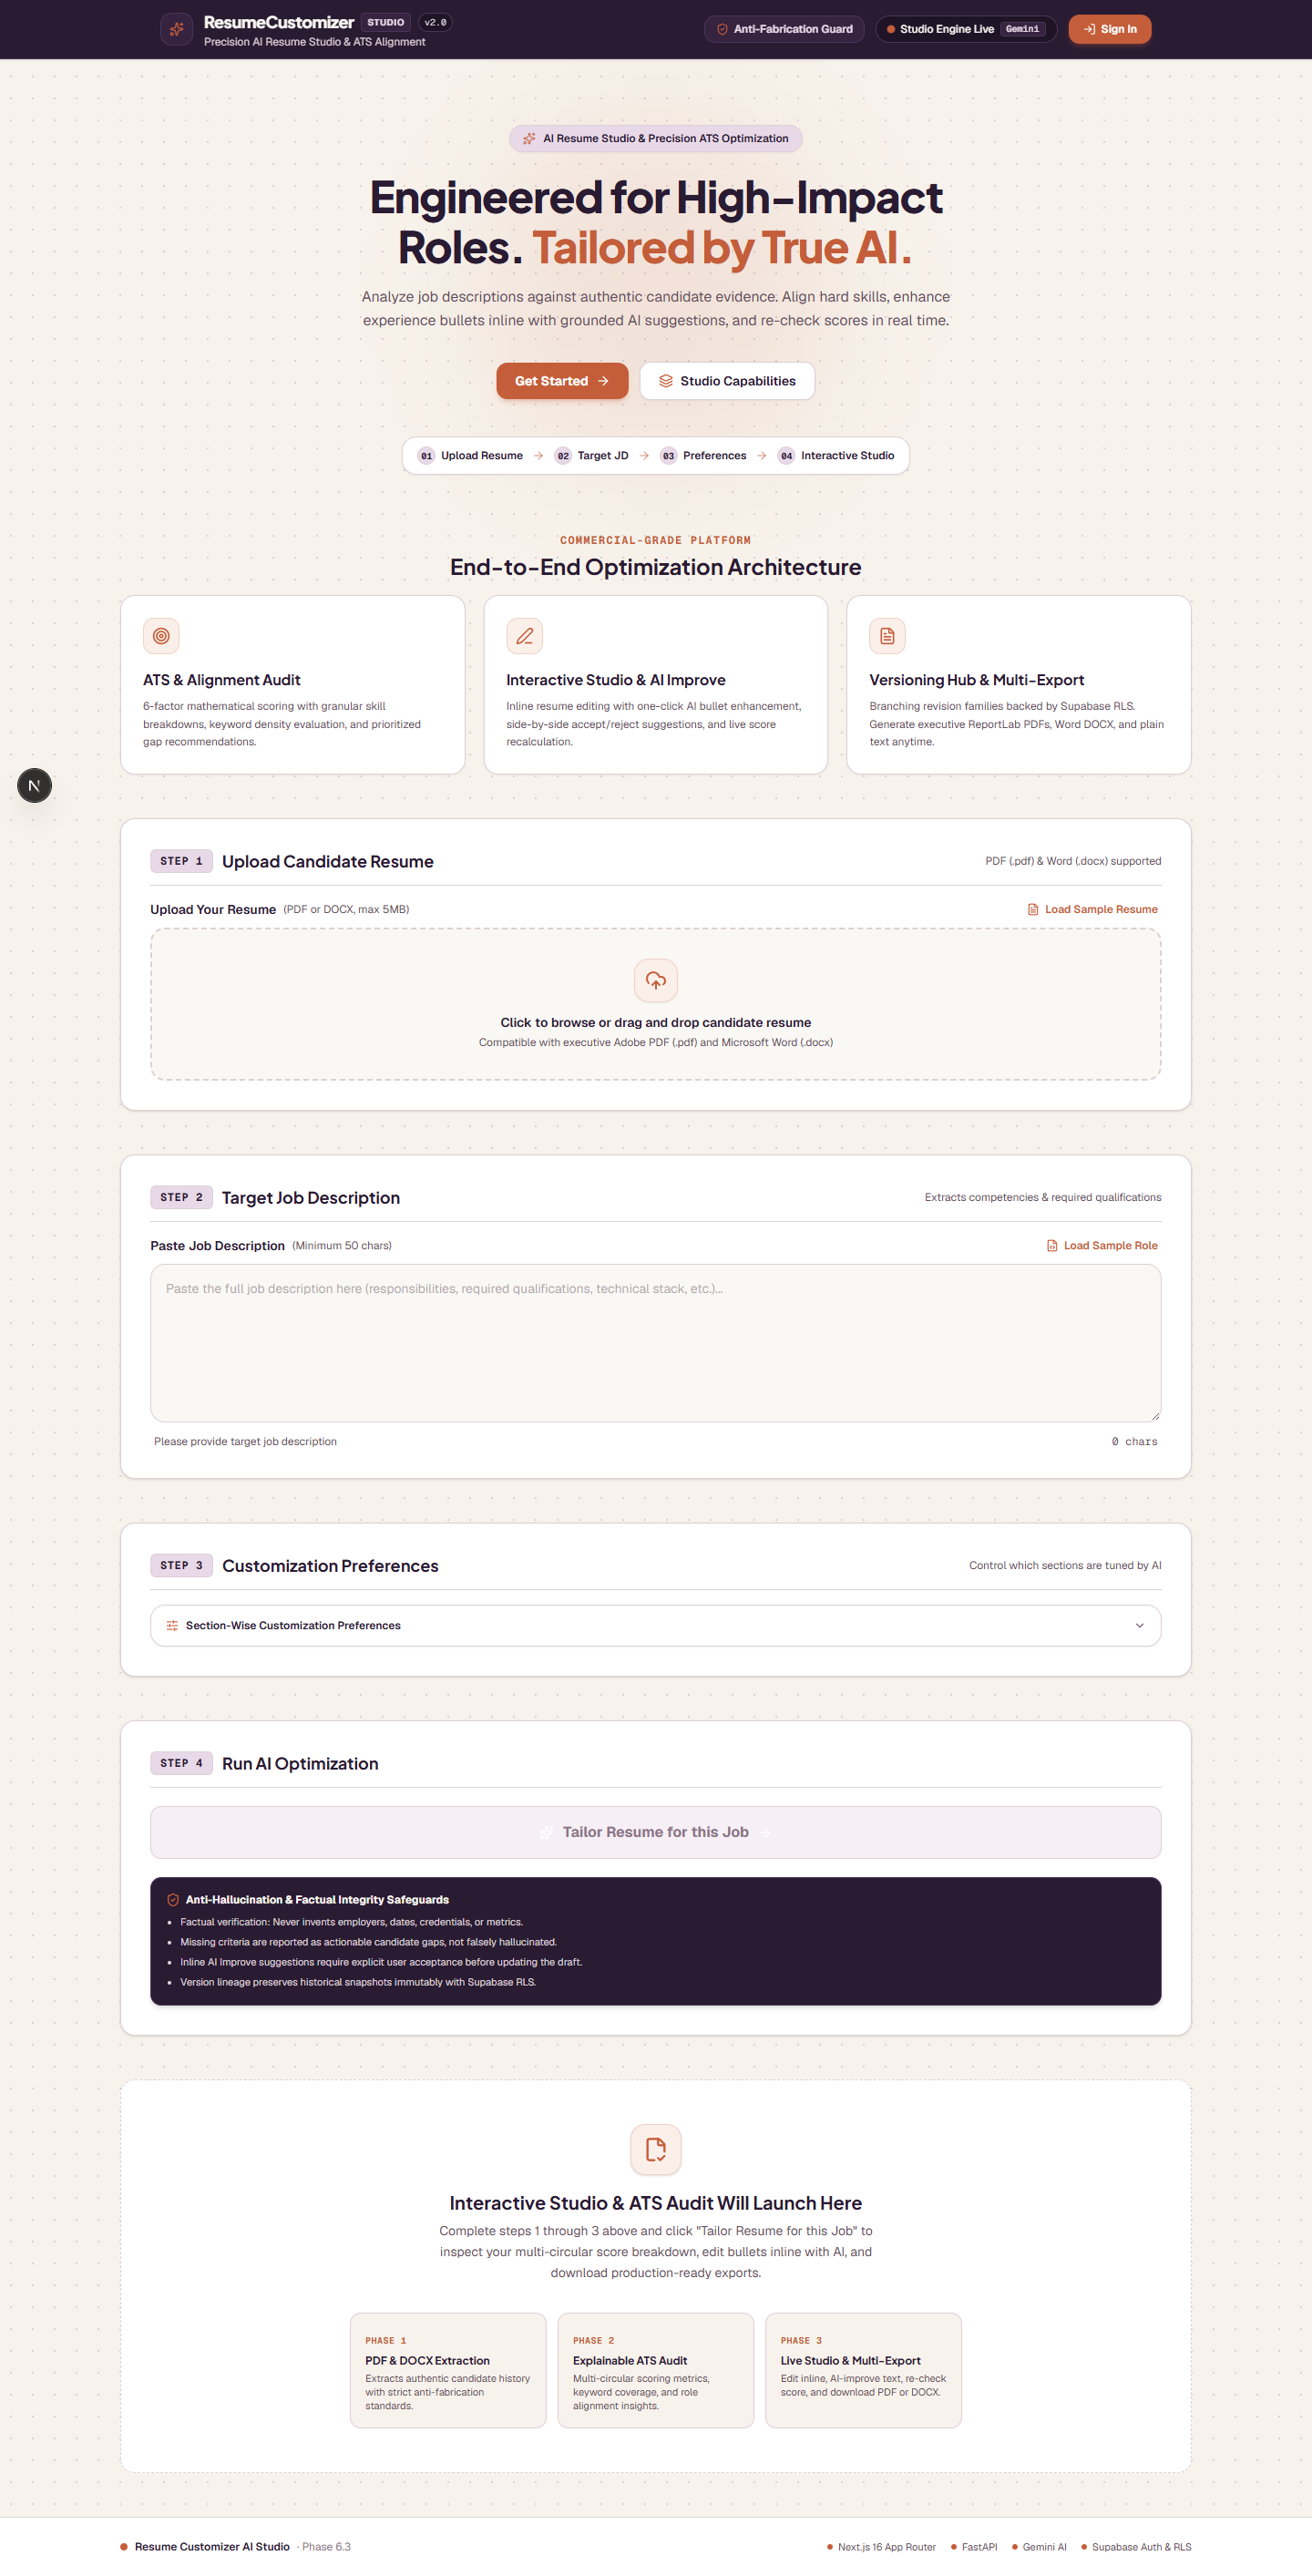 ResumeCustomizer STUDIO v2.0
Precision AI Resume Studio & ATS Alignment
Anti-Fabrication Guard
Studio Engine Live Gemini
Sign In
AI Resume Studio & Precision ATS Optimization
Engineered for High-Impact
Roles. Tailored by True AI.
Analyze job descriptions against authentic candidate evidence. Align hard skills, enhance
experience bullets inline with grounded AI suggestions, and re-check scores in real time.
Get Started
Studio Capabilities
01 Upload Resume 02 Target JD 03 Preferences 04 Interactive Studio
COMMERCIAL-GRADE PLATFORM
End-to-End Optimization Architecture
ATS & Alignment Audit
6-factor mathematical scoring with granular skill
breakdowns, keyword density evaluation, and prioritized
gap recommendations.
Interactive Studio & AI Improve
Inline resume editing with one-click AI bullet enhancement,
side-by-side accept/reject suggestions, and live score
recalculation.
Versioning Hub & Multi-Export
Branching revision families backed by Supabase RLS.
Generate executive ReportLab PDFs, Word DOCX, and plain
text anytime.
N
STEP 1 Upload Candidate Resume
PDF (.pdf) & Word (.docx) supported
Upload Your Resume (PDF or DOCX, max 5MB)
Load Sample Resume
Click to browse or drag and drop candidate resume
Compatible with executive Adobe PDF (.pdf) and Microsoft Word (.docx)
STEP 2 Target Job Description
Extracts competencies & required qualifications
Paste Job Description (Minimum 50 chars)
Load Sample Role
Paste the full job description here (responsibilities, required qualifications, technical stack, etc.)...
Please provide target job description
0 chars
STEP 3 Customization Preferences
Control which sections are tuned by AI
Section-Wise Customization Preferences
STEP 4 Run AI Optimization
Tailor Resume for this Job
Anti-Hallucination & Factual Integrity Safeguards
• Factual verification: Never invents employers, dates, credentials, or metrics.
• Missing criteria are reported as actionable candidate gaps, not falsely hallucinated.
• Inline AI Improve suggestions require explicit user acceptance before updating the draft.
• Version lineage preserves historical snapshots immutably with Supabase RLS.
Interactive Studio & ATS Audit Will Launch Here
Complete steps 1 through 3 above and click "Tailor Resume for this Job" to
inspect your multi-circular score breakdown, edit bullets inline with AI, and
download production-ready exports.
PHASE 1
PDF & DOCX Extraction
Extracts authentic candidate history
with strict anti-fabrication
standards.
PHASE 2
Explainable ATS Audit
Multi-circular scoring metrics,
keyword coverage, and role
alignment insights.
PHASE 3
Live Studio & Multi-Export
Edit inline, AI-improve text, re-check
score, and download PDF or DOCX.
Resume Customizer AI Studio · Phase 6.3
Next.js 16 App Router
FastAPI
Gemini AI
Supabase Auth & RLS